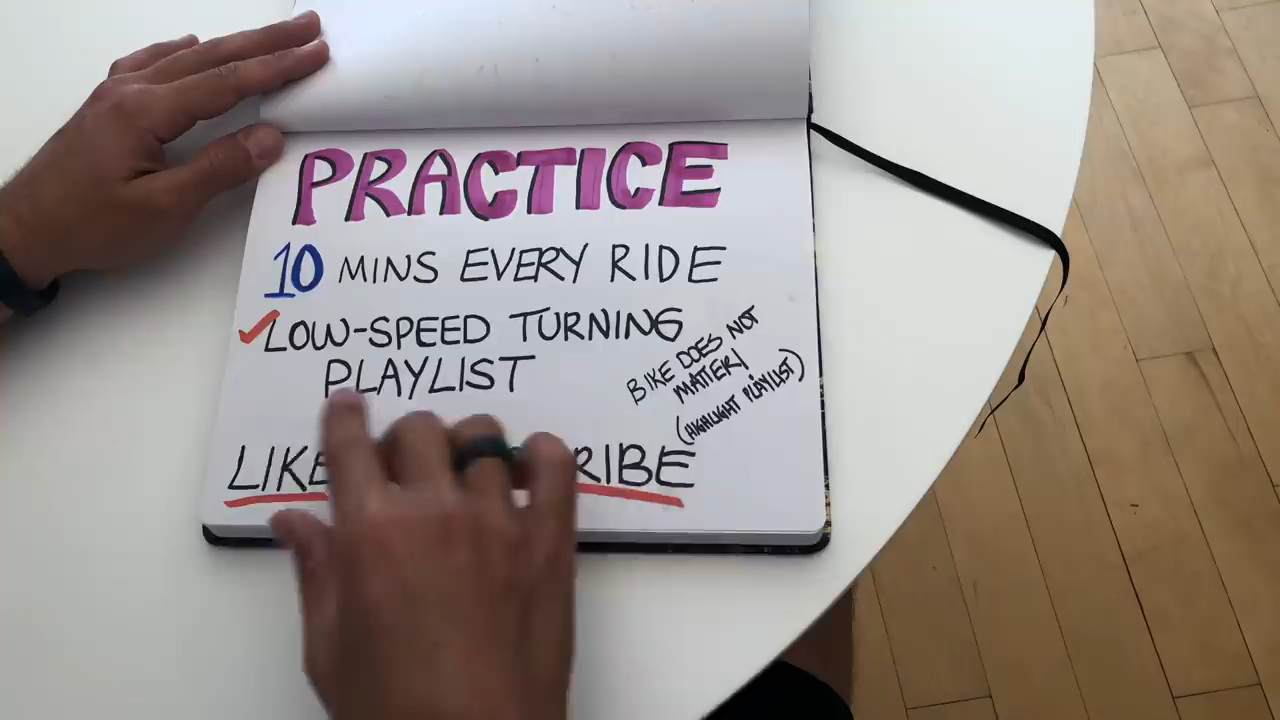 PRACTICE
10 MINS EVERY RIDE
✓LOW-SPEED TURNING
PLAYLIST
BIKE DOES NOT
MATTER!
(HIGHLIGHT PLAYLIST)
LIKE RIBE